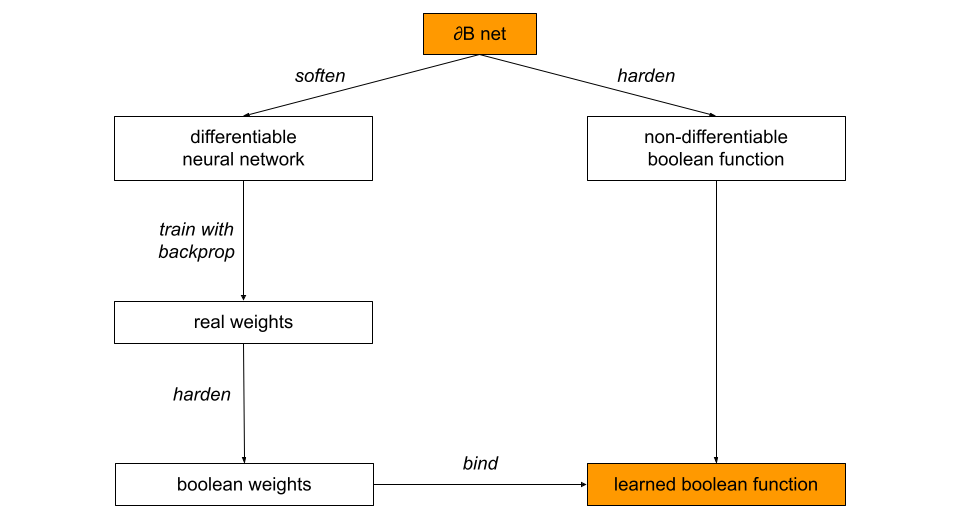 ∂B net
soften
harden
differentiable
neural network
non-differentiable
boolean function
train with
backprop
real weights
harden
bind
boolean weights
learned boolean function